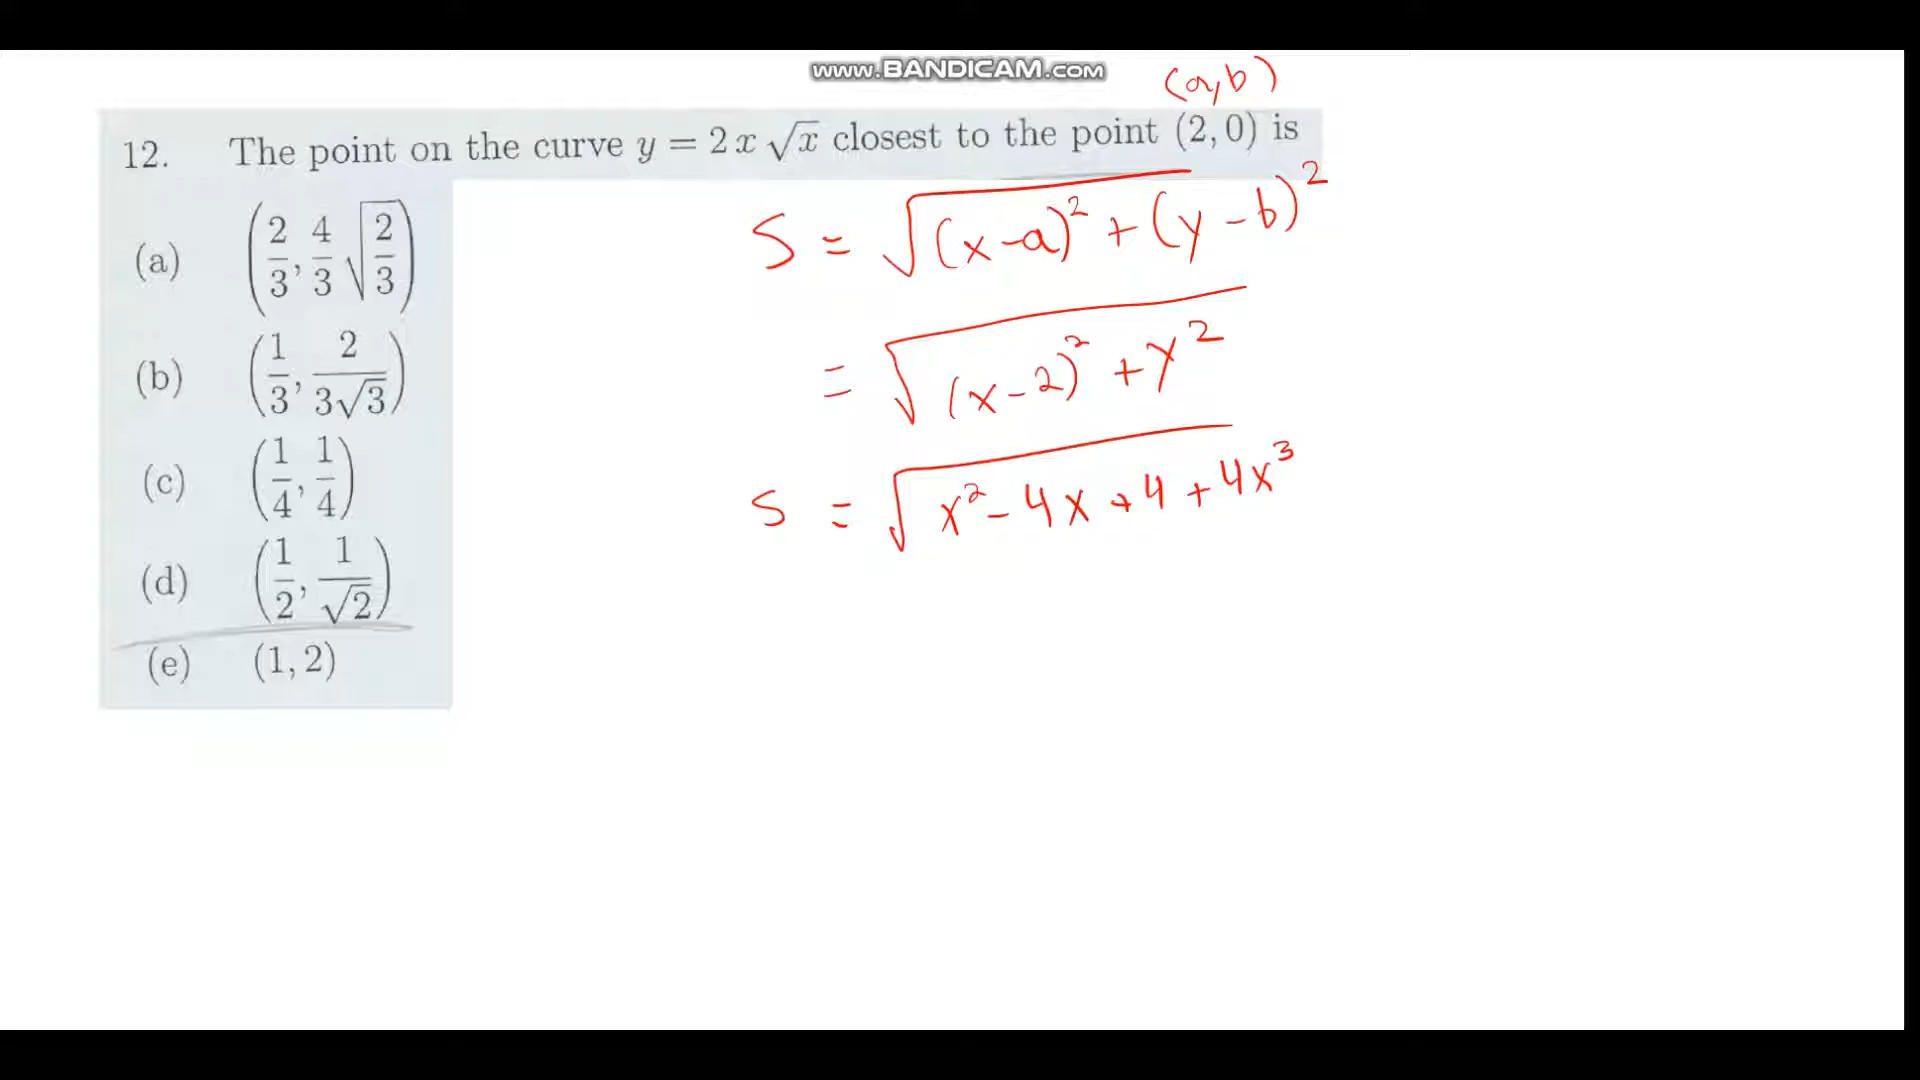 www.BANDICAM.com
(a,b)
12. The point on the curve y = 2 x √x closest to the point (2, 0) is
(a) (2/3, 4/3 √(2/3))
(b) (1/3, 2/(3√3))
(c) (1/4, 1/4)
(d) (1/2, 1/√2)
(e) (1, 2)
S = √((x-a)² + (y-b)²)
= √((x-2)² + y²)
S = √(x² - 4x + 4 + 4x³)